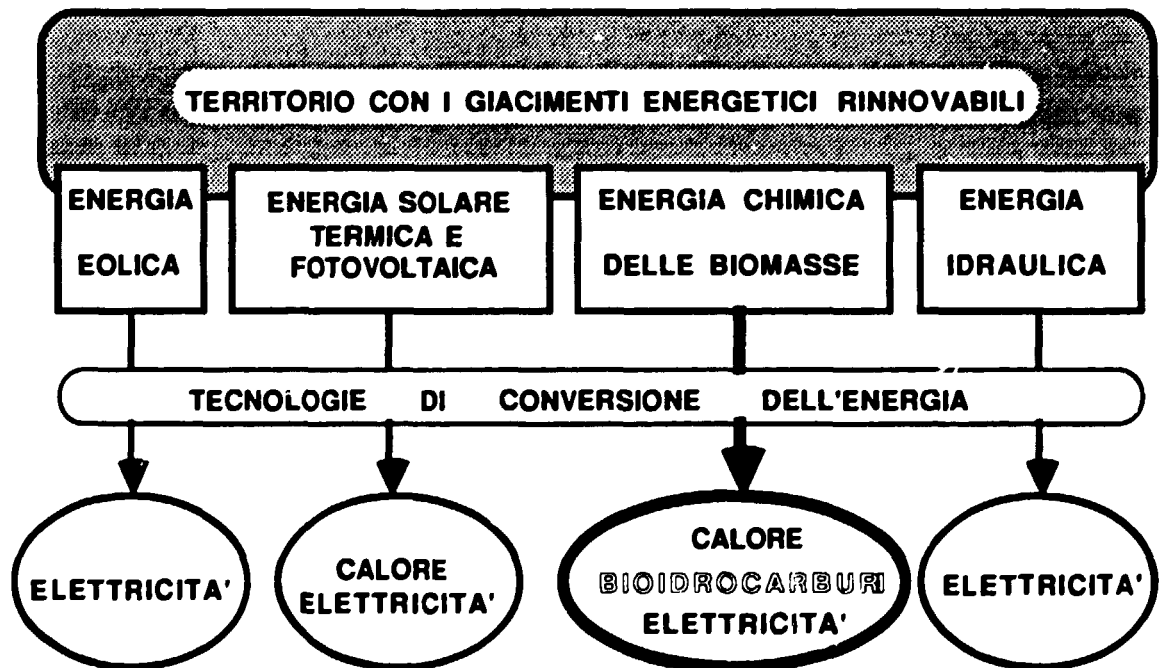 TERRITORIO CON I GIACIMENTI ENERGETICI RINNOVABILI
ENERGIA
EOLICA
ENERGIA SOLARE
TERMICA E
FOTOVOLTAICA
ENERGIA CHIMICA
DELLE BIOMASSE
ENERGIA
IDRAULICA
TECNOLOGIE DI CONVERSIONE DELL'ENERGIA
ELETTRICITA'
CALORE
ELETTRICITA'
CALORE
BIOIDROCARBURI
ELETTRICITA'
ELETTRICITA'